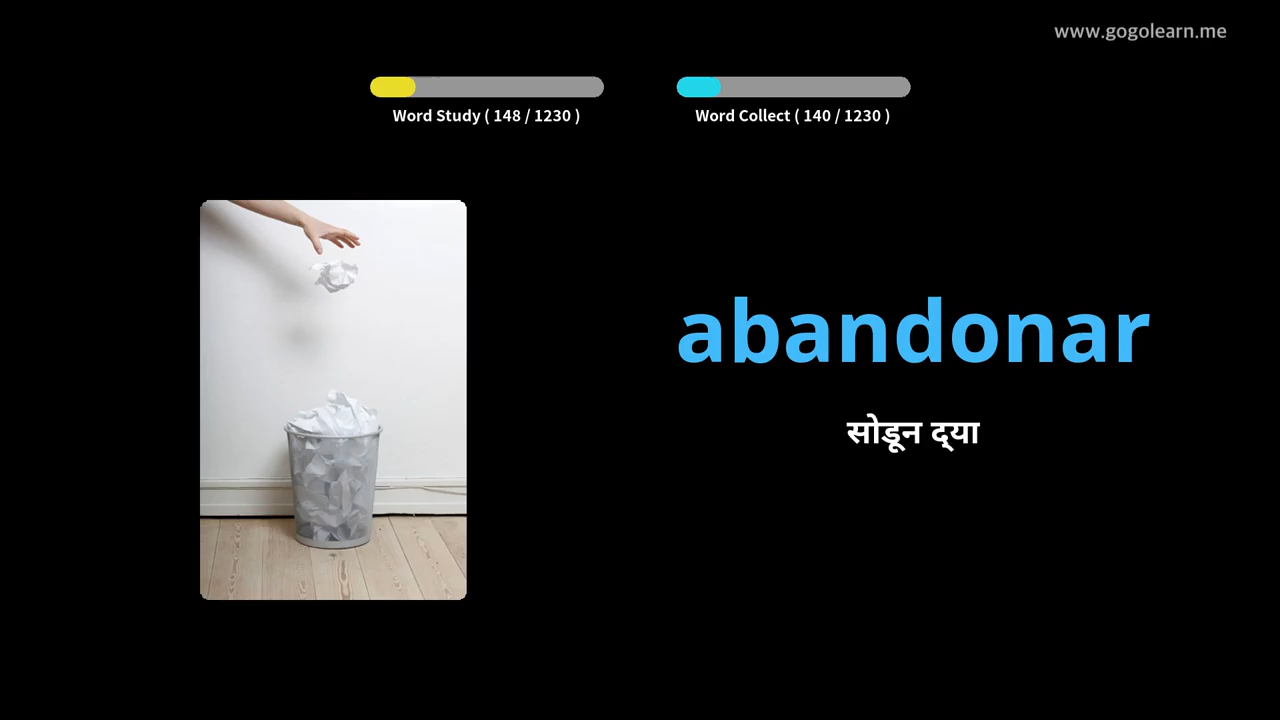 www.gogolearn.me
Word Study ( 148 / 1230 )
Word Collect ( 140 / 1230 )
abandonar
सोडून द्या